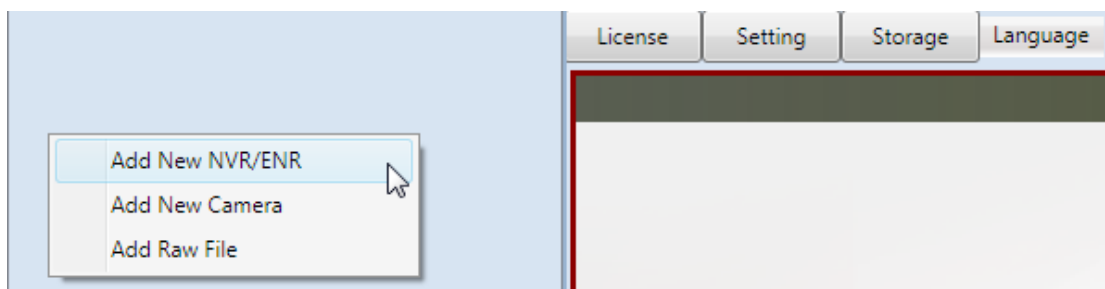 License Setting Storage Language
Add New NVR/ENR
Add New Camera
Add Raw File